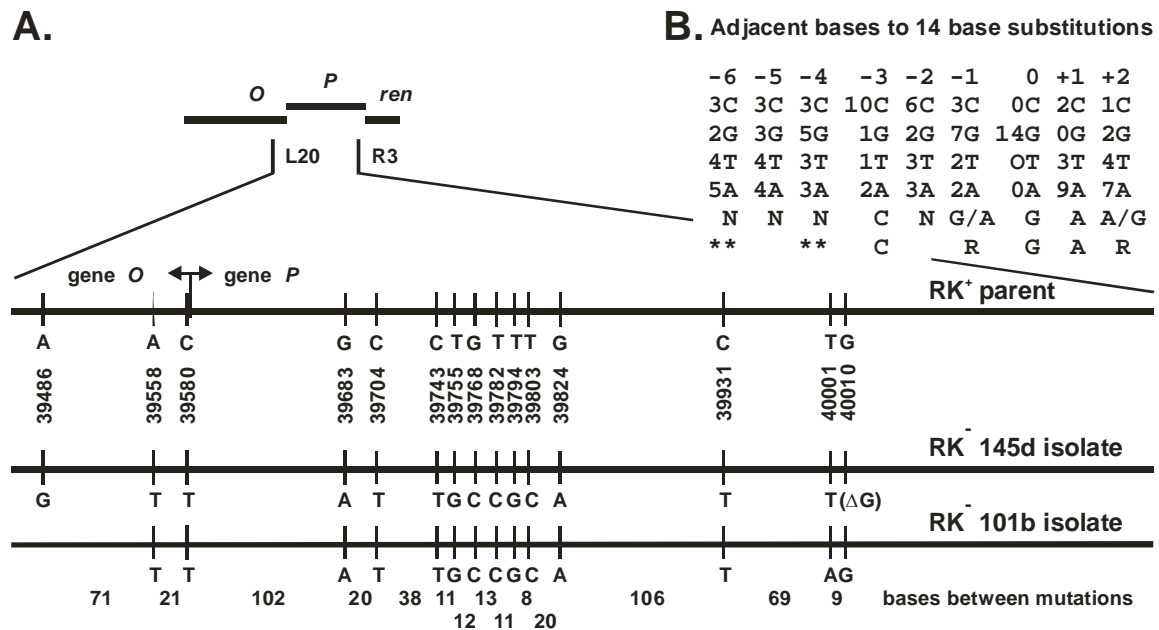 A.
B. Adjacent bases to 14 base substitutions
O P ren
L20 R3
-6 -5 -4 -3 -2 -1 0 +1 +2
3C 3C 3C 10C 6C 3C 0C 2C 1C
2G 3G 5G 1G 2G 7G 14G 0G 2G
4T 4T 3T 1T 3T 2T OT 3T 4T
5A 4A 3A 2A 3A 2A 0A 9A 7A
N N N C N G/A G A A/G
** ** C R G A R
gene O gene P
RK+ parent
A A C G C C T G T T T G C T G
39486 39558 39580 39683 39704 39743 39755 39768 39782 39794 39803 39824 39931 40001 40010
RK- 145d isolate
G T T A T T G C C G C A T T (ΔG)
RK- 101b isolate
T T A T T G C C G C A T A G
71 21 102 20 38 11 13 8 106 69 9 bases between mutations
12 11 20